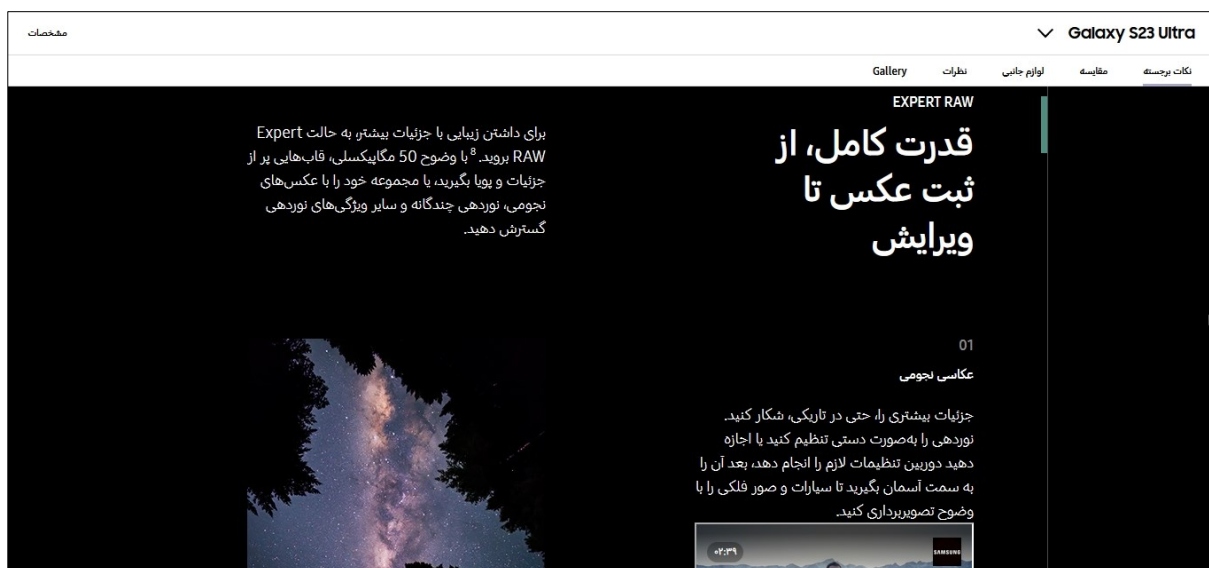 Galaxy S23 Ultra
مشخصات
نکات برجسته
مقایسه
لوازم جانبی
نظرات
Gallery
EXPERT RAW
قدرت کامل، از
ثبت عکس تا
ویرایش
برای داشتن زیبایی با جزئیات بیشتر، به حالت Expert
RAW بروید.8 با وضوح 50 مگاپیکسلی، قاب‌هایی پر از
جزئیات و پویا بگیرید، یا مجموعه خود را با عکس‌های
نجومی، نوردهی چندگانه و سایر ویژگی‌های نوردهی
گسترش دهید.
01
عکاسی نجومی
جزئیات بیشتری را، حتی در تاریکی، شکار کنید.
نوردهی را به‌صورت دستی تنظیم کنید یا اجازه
دهید دوربین تنظیمات لازم را انجام دهد، بعد آن را
به سمت آسمان بگیرید تا سیارات و صور فلکی را با
وضوح تصویربرداری کنید.
SAMSUNG
۰۲:۳۹